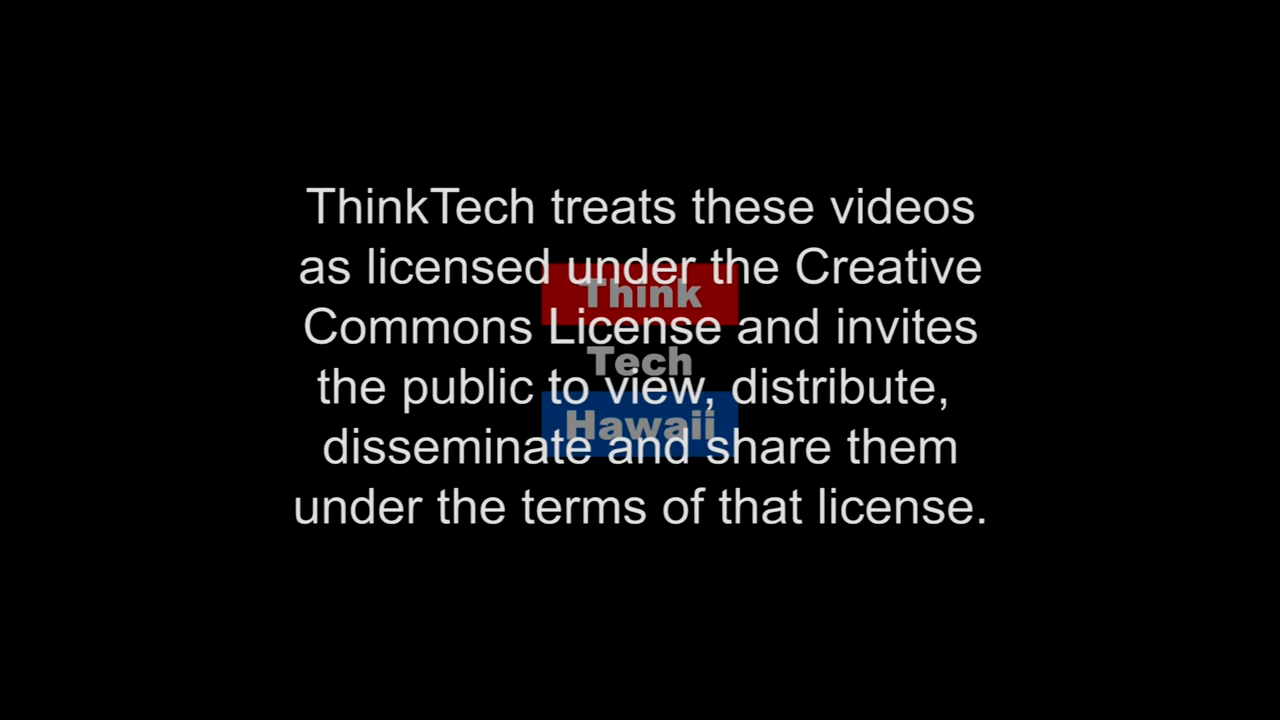 ThinkTech treats these videos
as licensed under the Creative
Think
Commons License and invites
Tech
the public to view, distribute,
Hawaii
disseminate and share them
under the terms of that license.